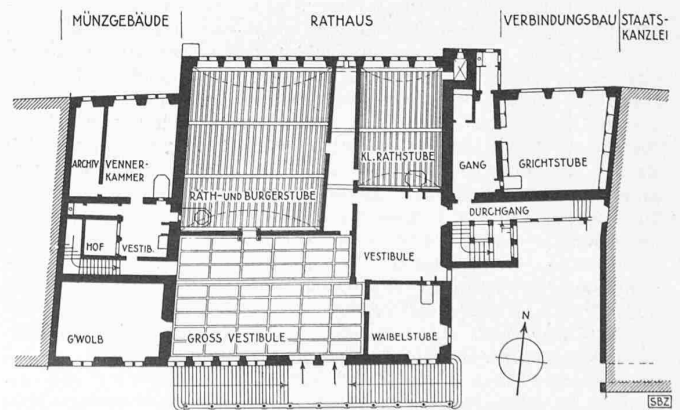 MÜNZGEBÄUDE
RATHAUS
VERBINDUNGSBAU
STAATS-
KANZLEI
ARCHIV
VENNER-
KAMMER
RÄTH- UND BURGERSTUBE
KL. RATHSTUBE
GANG
GRICHTSTUBE
DURCHGANG
HOF
VESTIB.
VESTIBULE
G'WOLB
GROSS VESTIBULE
WAIBELSTUBE
N
SBZ